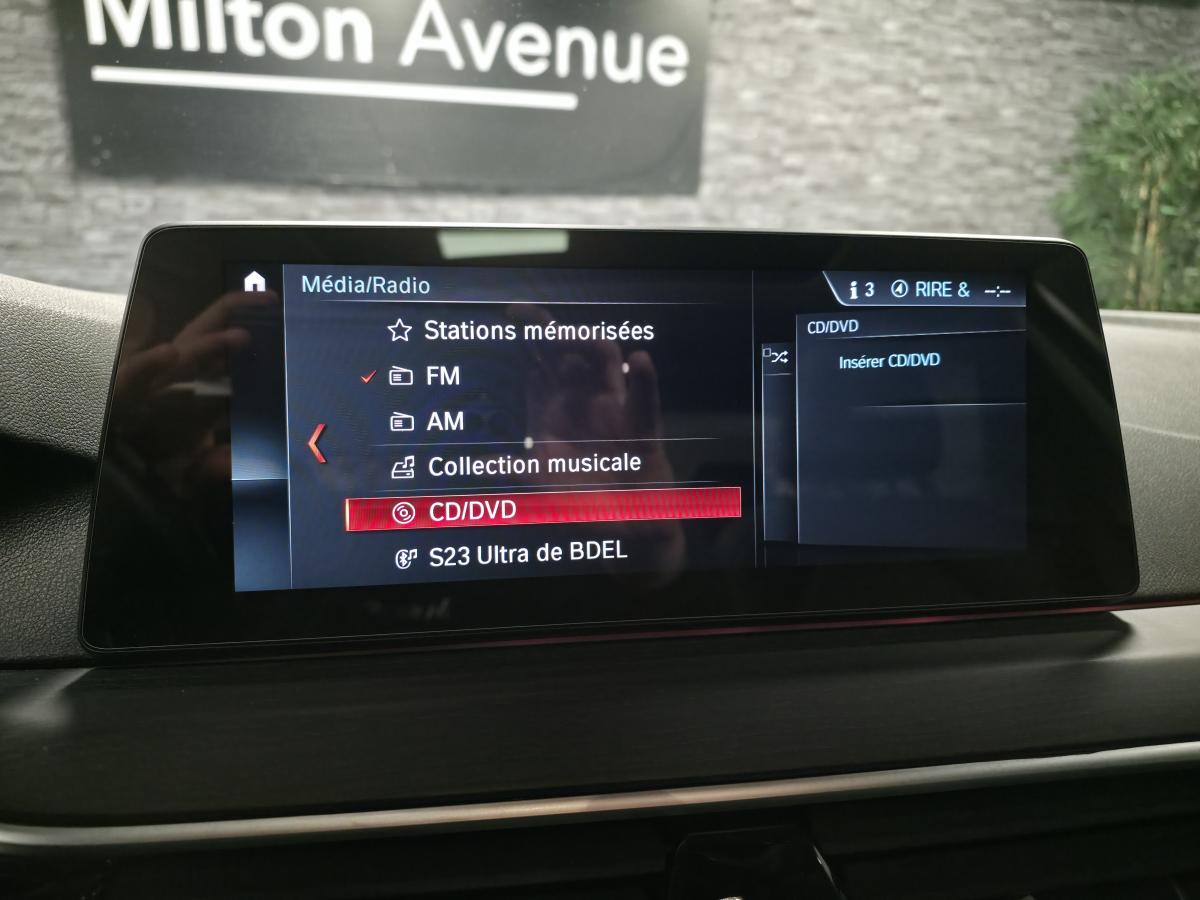 Milton Avenue
Média/Radio
3 RIRE & --:--
Stations mémorisées
FM
AM
Collection musicale
CD/DVD
S23 Ultra de BDEL
CD/DVD
Insérer CD/DVD